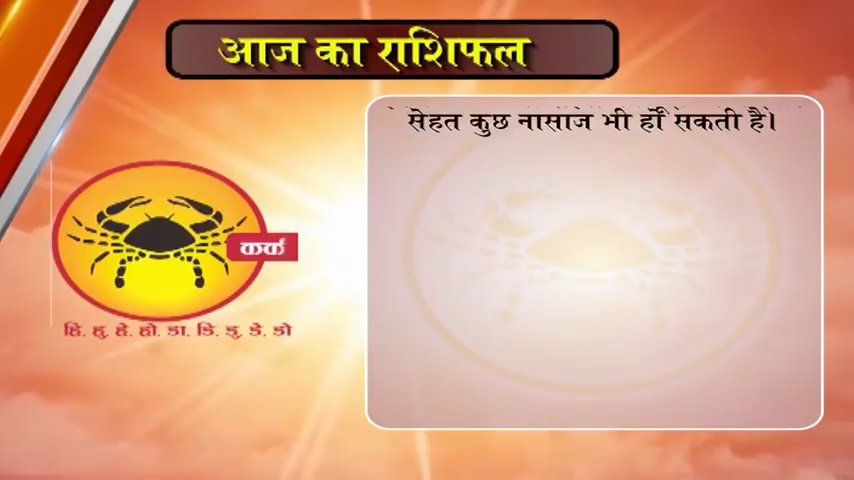 आज का राशिफल
सेहत कुछ नासाज भी हो सकती है।
कर्क
हि. हु. हे. हो. डा. डि. डु. डे. डो